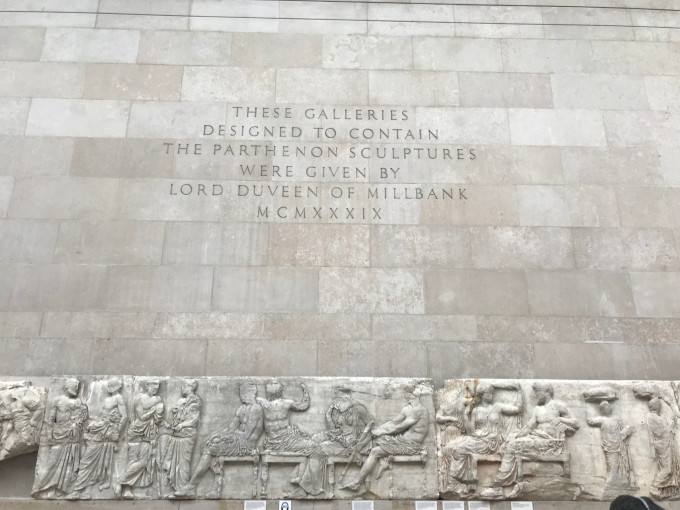 THESE GALLERIES
DESIGNED TO CONTAIN
THE PARTHENON SCULPTURES
WERE GIVEN BY
LORD DUVEEN OF MILLBANK
MCMXXXIX